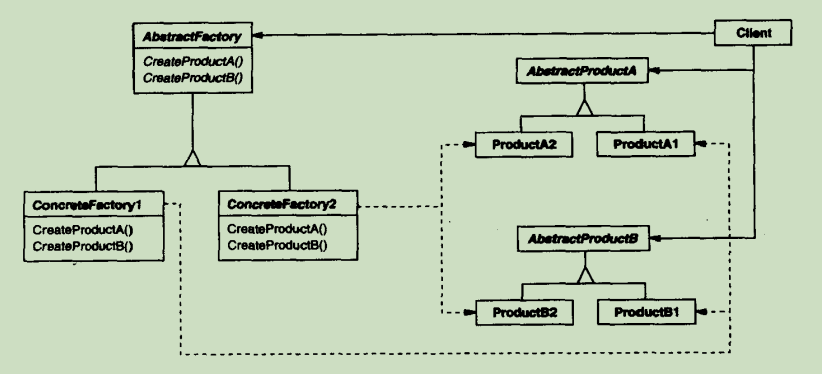 AbstractFactory
CreateProductA()
CreateProductB()
Client
AbstractProductA
ProductA2
ProductA1
ConcreteFactory1
CreateProductA()
CreateProductB()
ConcreteFactory2
CreateProductA()
CreateProductB()
AbstractProductB
ProductB2
ProductB1